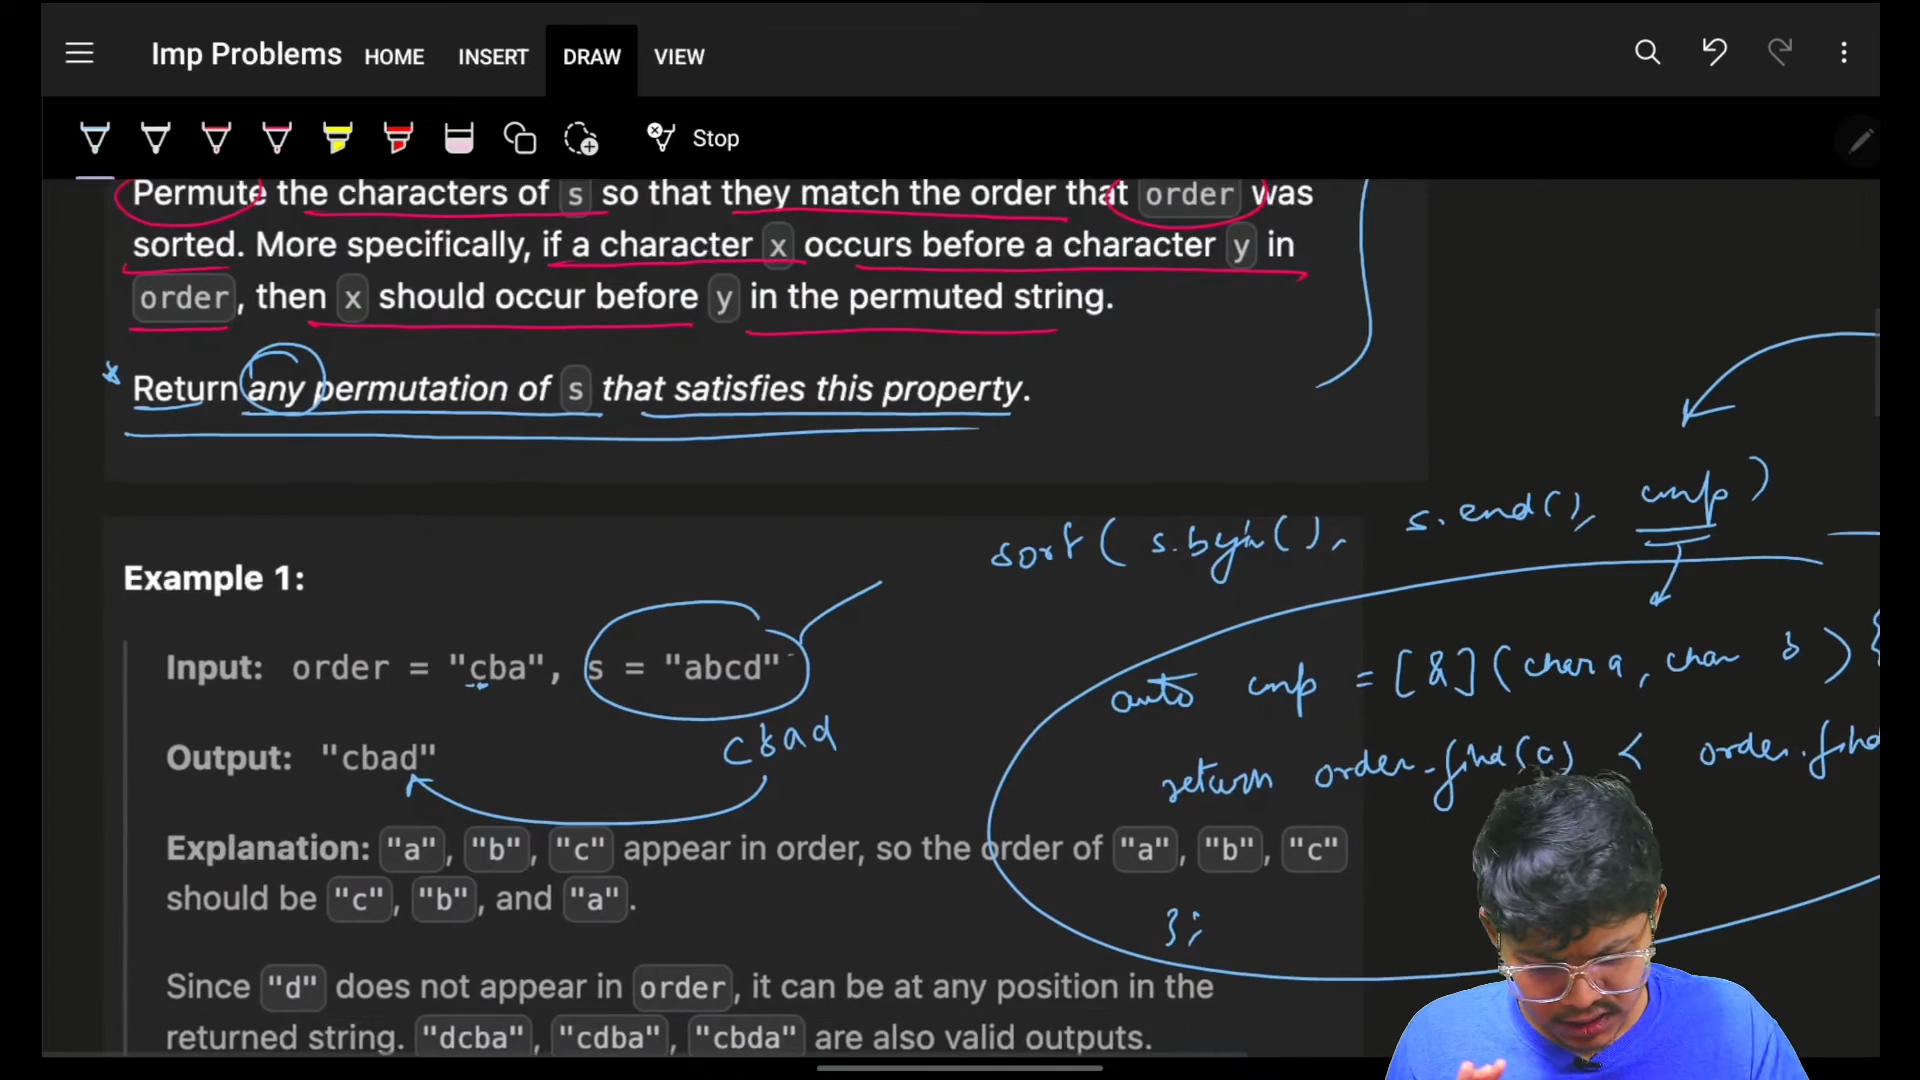 Imp Problems HOME INSERT DRAW VIEW
Stop
Permute the characters of s so that they match the order that order was
sorted. More specifically, if a character x occurs before a character y in
order, then x should occur before y in the permuted string.
Return any permutation of s that satisfies this property.
sort( s.begin(), s.end(), cmp )
Example 1:
Input: order = "cba", s = "abcd"
auto cmp = [&](char a, char b) {
cbad
Output: "cbad"
return order.find(a) < order.find
Explanation: "a", "b", "c" appear in order, so the order of "a", "b", "c"
should be "c", "b", and "a".
};
Since "d" does not appear in order, it can be at any position in the
returned string. "dcba", "cdba", "cbda" are also valid outputs.